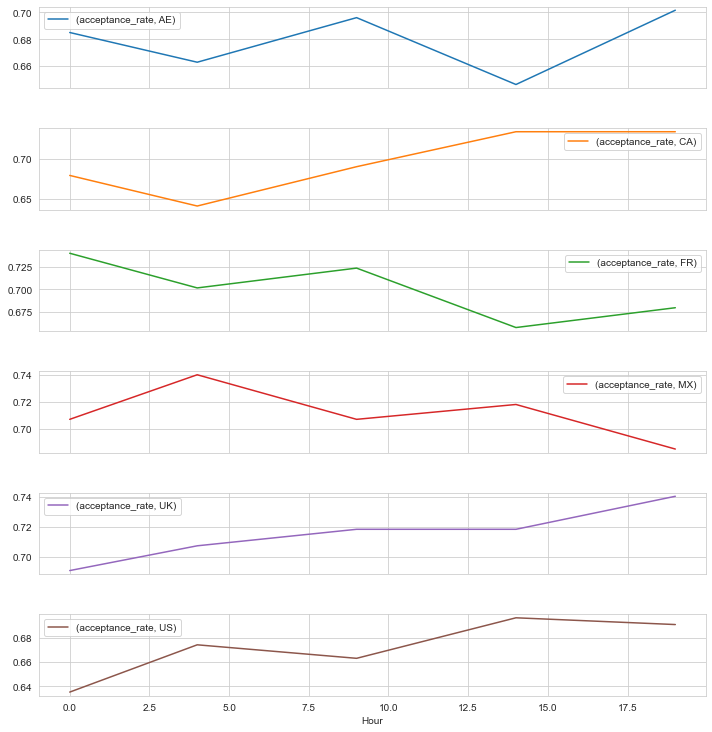 0.70
0.68
0.66
(acceptance_rate, AE)
0.70
0.65
(acceptance_rate, CA)
0.725
0.700
0.675
(acceptance_rate, FR)
0.74
0.72
0.70
(acceptance_rate, MX)
0.74
0.72
0.70
(acceptance_rate, UK)
0.68
0.66
0.64
(acceptance_rate, US)
0.0 2.5 5.0 7.5 10.0 12.5 15.0 17.5
Hour